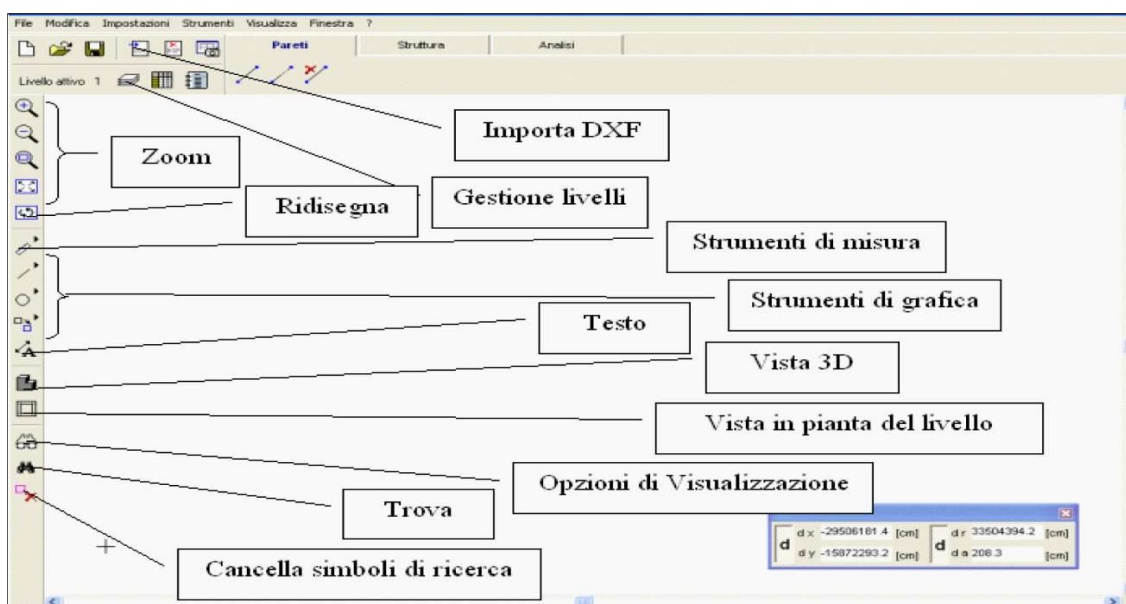 File Modifica Impostazioni Strumenti Visualizza Finestra ?
Pareti Struttura Analisi
Livello attivo 1
Importa DXF
Zoom
Gestione livelli
Ridisegna
Strumenti di misura
Strumenti di grafica
Testo
Vista 3D
Vista in pianta del livello
Opzioni di Visualizzazione
Trova
d x -29506181.4 [cm] d r 33504394.2 [cm]
d d
d y -15872293.2 [cm] d a 208.3 [cm]
Cancella simboli di ricerca